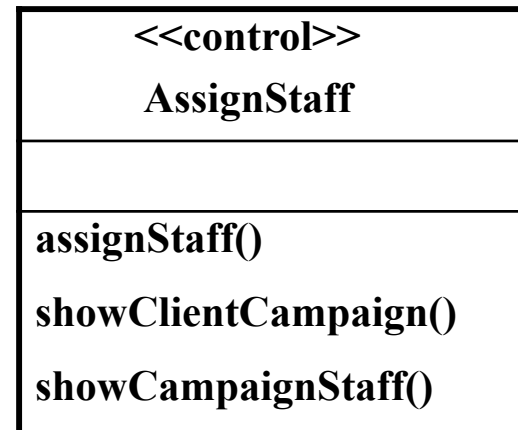 <<control>>
AssignStaff
assignStaff()
showClientCampaign()
showCampaignStaff()